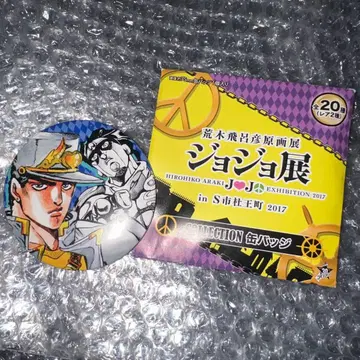 全20種
(レア2種)
荒木飛呂彦原画展
ジョジョ展
HIROHIKO ARAKI JOJO EXHIBITION 2017
in S市杜王町 2017
COLLECTION 缶バッジ